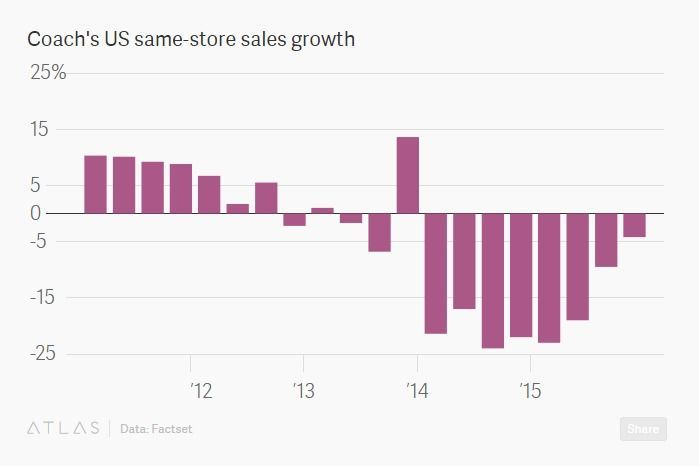 Coach's US same-store sales growth
25%
15
5
0
-5
-15
-25
'12 '13 '14 '15
ATLAS Data: Factset Share